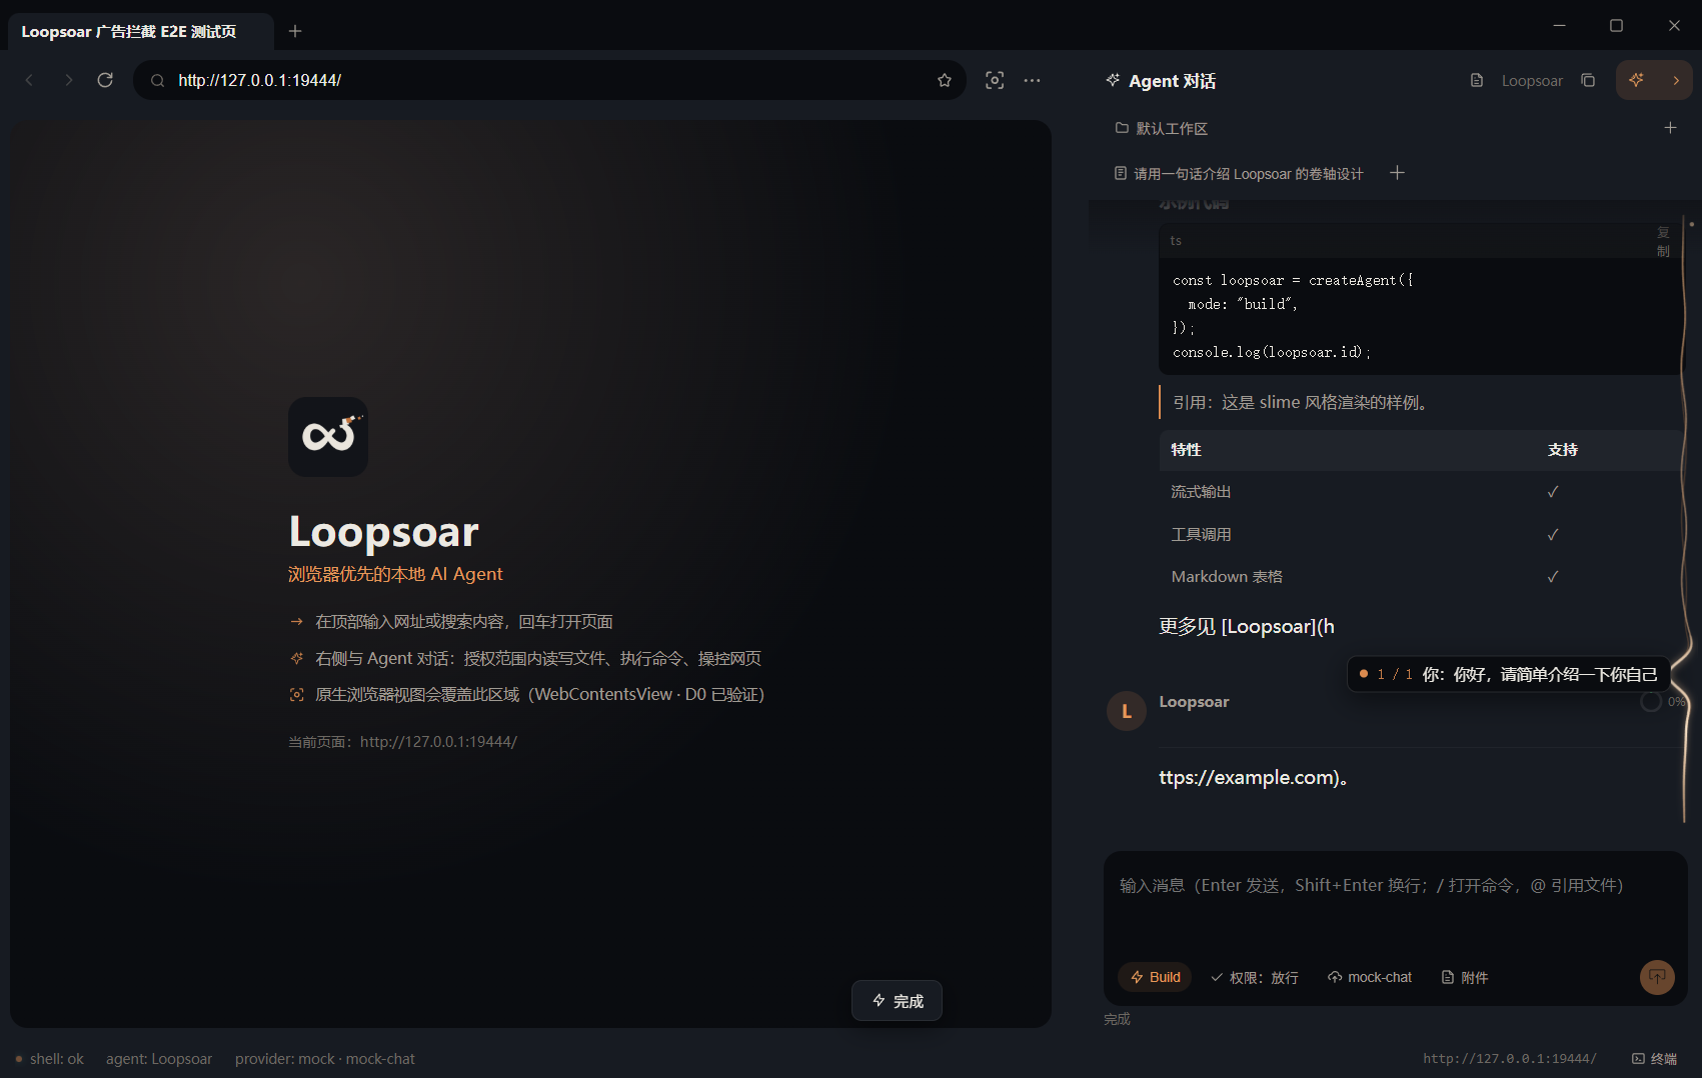 Loopsoar 广告拦截 E2E 测试页
http://127.0.0.1:19444/
Agent 对话
Loopsoar
默认工作区
请用一句话介绍 Loopsoar 的卷轴设计
示例代码
ts
复制
const loopsoar = createAgent({
  mode: "build",
});
console.log(loopsoar.id);
引用：这是 slime 风格渲染的样例。
特性 支持
流式输出 ✓
工具调用 ✓
Markdown 表格 ✓
更多见 [Loopsoar](h
1 / 1 你：你好，请简单介绍一下你自己
L
Loopsoar
0%
ttps://example.com)。
输入消息（Enter 发送，Shift+Enter 换行；/ 打开命令，@ 引用文件）
Build
权限：放行
mock-chat
附件
完成
Loopsoar
浏览器优先的本地 AI Agent
→ 在顶部输入网址或搜索内容，回车打开页面
右侧与 Agent 对话：授权范围内读写文件、执行命令、操控网页
原生浏览器视图会覆盖此区域（WebContentsView · D0 已验证）
当前页面：http://127.0.0.1:19444/
完成
shell: ok
agent: Loopsoar
provider: mock · mock-chat
http://127.0.0.1:19444/
终端